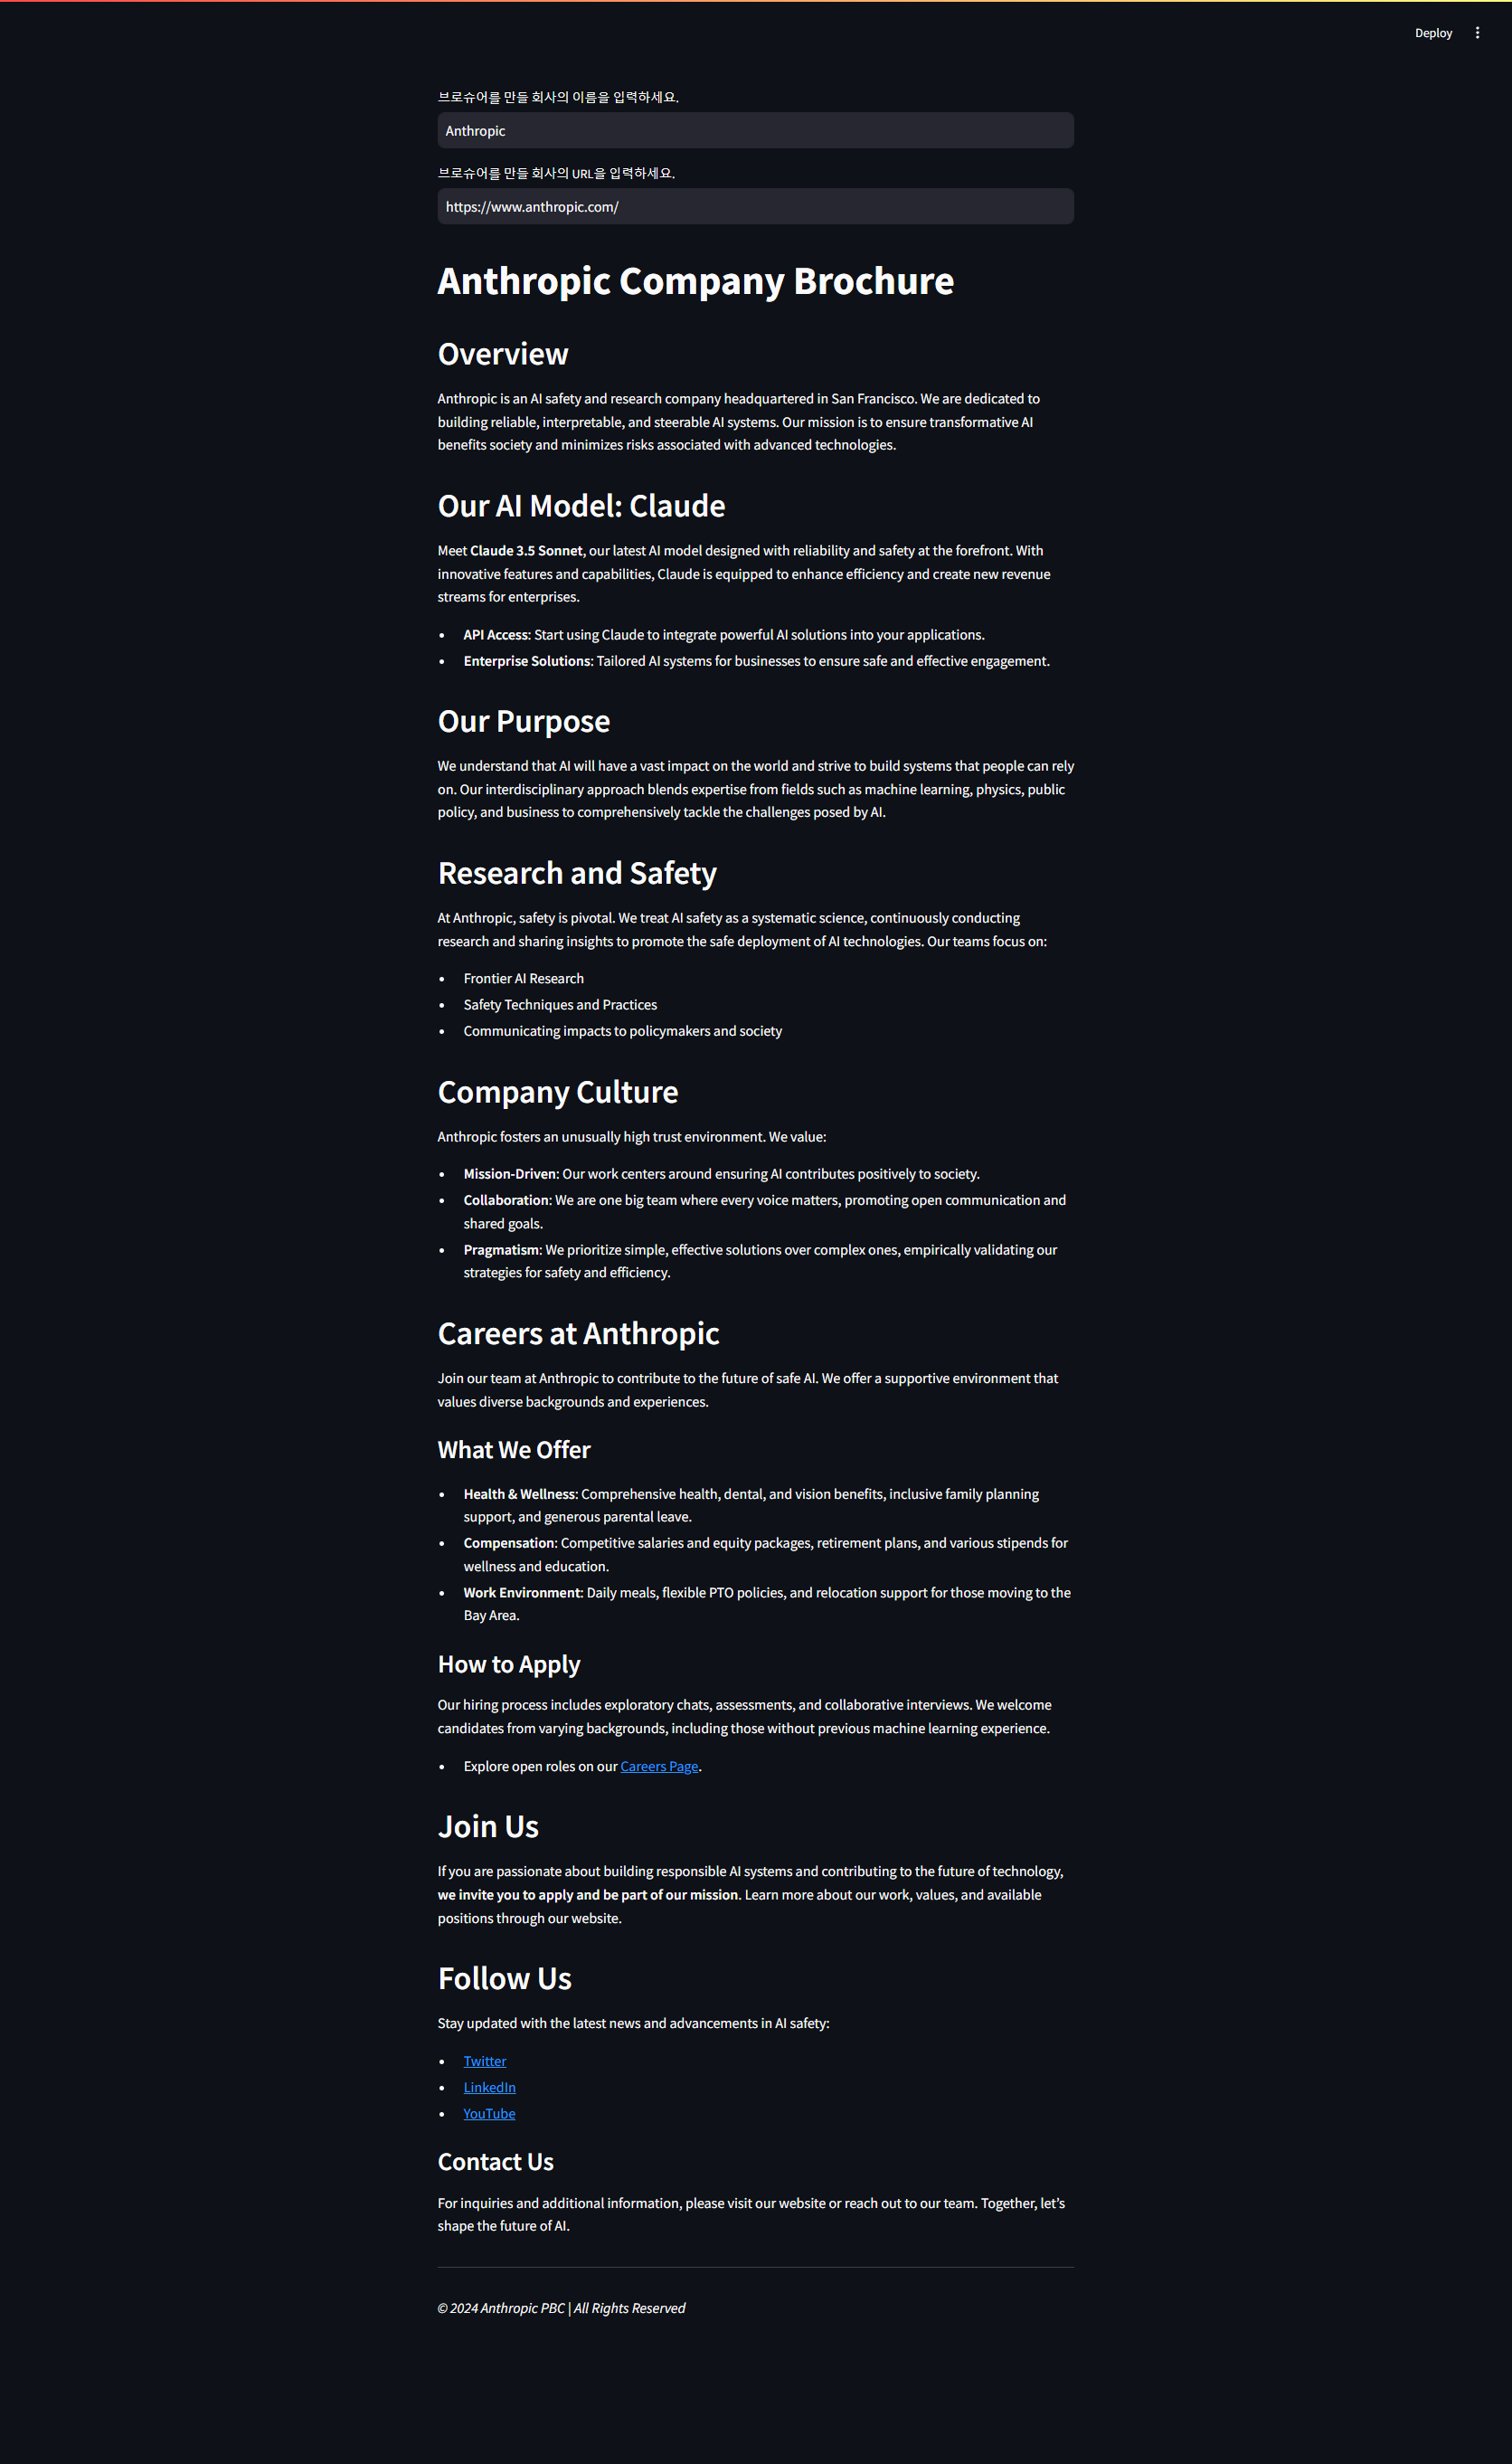 Deploy
브로슈어를 만들 회사의 이름을 입력하세요.
Anthropic
브로슈어를 만들 회사의 URL을 입력하세요.
https://www.anthropic.com/
Anthropic Company Brochure
Overview
Anthropic is an AI safety and research company headquartered in San Francisco. We are dedicated to
building reliable, interpretable, and steerable AI systems. Our mission is to ensure transformative AI
benefits society and minimizes risks associated with advanced technologies.
Our AI Model: Claude
Meet Claude 3.5 Sonnet, our latest AI model designed with reliability and safety at the forefront. With
innovative features and capabilities, Claude is equipped to enhance efficiency and create new revenue
streams for enterprises.
• API Access: Start using Claude to integrate powerful AI solutions into your applications.
• Enterprise Solutions: Tailored AI systems for businesses to ensure safe and effective engagement.
Our Purpose
We understand that AI will have a vast impact on the world and strive to build systems that people can rely
on. Our interdisciplinary approach blends expertise from fields such as machine learning, physics, public
policy, and business to comprehensively tackle the challenges posed by AI.
Research and Safety
At Anthropic, safety is pivotal. We treat AI safety as a systematic science, continuously conducting
research and sharing insights to promote the safe deployment of AI technologies. Our teams focus on:
• Frontier AI Research
• Safety Techniques and Practices
• Communicating impacts to policymakers and society
Company Culture
Anthropic fosters an unusually high trust environment. We value:
• Mission-Driven: Our work centers around ensuring AI contributes positively to society.
• Collaboration: We are one big team where every voice matters, promoting open communication and
shared goals.
• Pragmatism: We prioritize simple, effective solutions over complex ones, empirically validating our
strategies for safety and efficiency.
Careers at Anthropic
Join our team at Anthropic to contribute to the future of safe AI. We offer a supportive environment that
values diverse backgrounds and experiences.
What We Offer
• Health & Wellness: Comprehensive health, dental, and vision benefits, inclusive family planning
support, and generous parental leave.
• Compensation: Competitive salaries and equity packages, retirement plans, and various stipends for
wellness and education.
• Work Environment: Daily meals, flexible PTO policies, and relocation support for those moving to the
Bay Area.
How to Apply
Our hiring process includes exploratory chats, assessments, and collaborative interviews. We welcome
candidates from varying backgrounds, including those without previous machine learning experience.
• Explore open roles on our Careers Page.
Join Us
If you are passionate about building responsible AI systems and contributing to the future of technology,
we invite you to apply and be part of our mission. Learn more about our work, values, and available
positions through our website.
Follow Us
Stay updated with the latest news and advancements in AI safety:
• Twitter
• LinkedIn
• YouTube
Contact Us
For inquiries and additional information, please visit our website or reach out to our team. Together, let’s
shape the future of AI.
© 2024 Anthropic PBC | All Rights Reserved